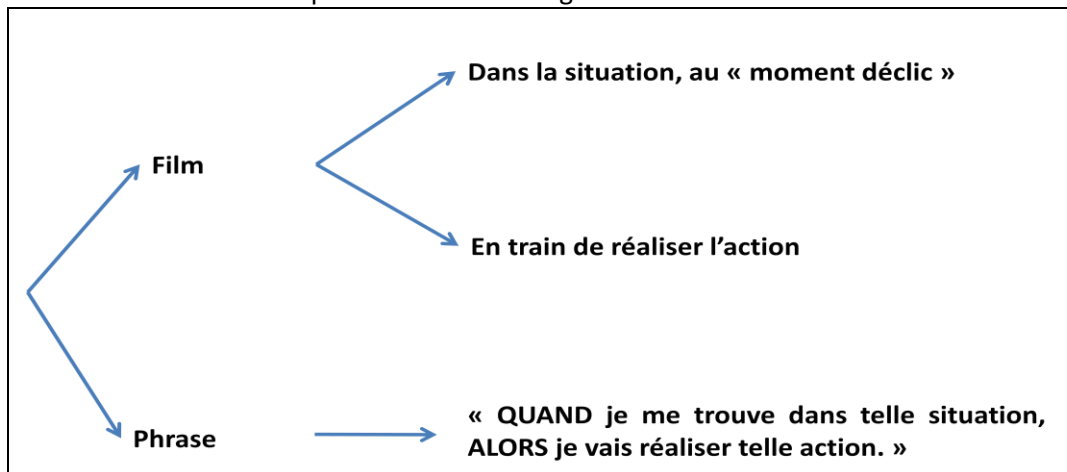 Dans la situation, au « moment déclic »
Film
En train de réaliser l’action
« QUAND je me trouve dans telle situation,
ALORS je vais réaliser telle action. »
Phrase